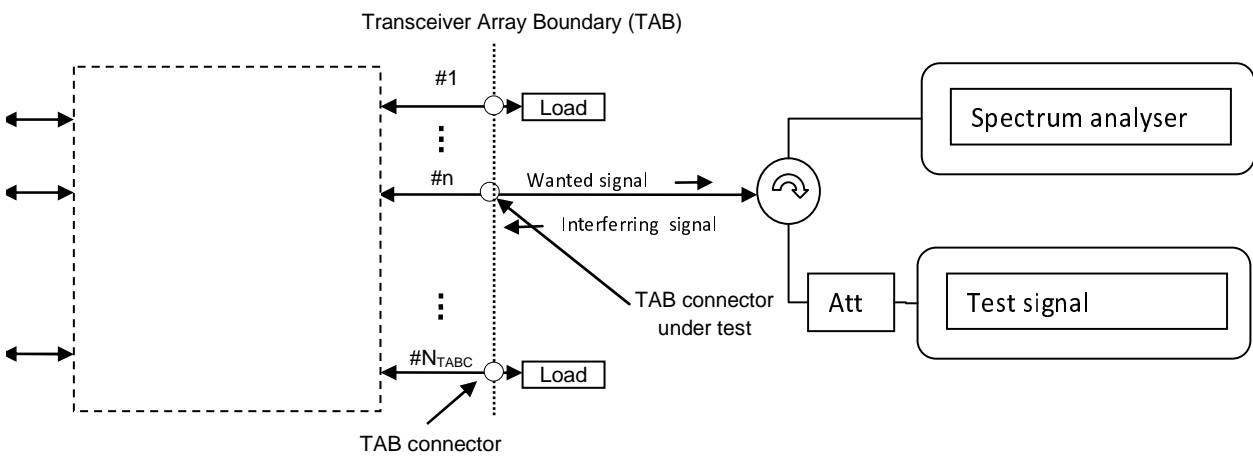 Transceiver Array Boundary (TAB)
#1
Load
Spectrum analyser
#n
Wanted signal
Interferring signal
TAB connector
under test
Att
Test signal
#NTABC
Load
TAB connector